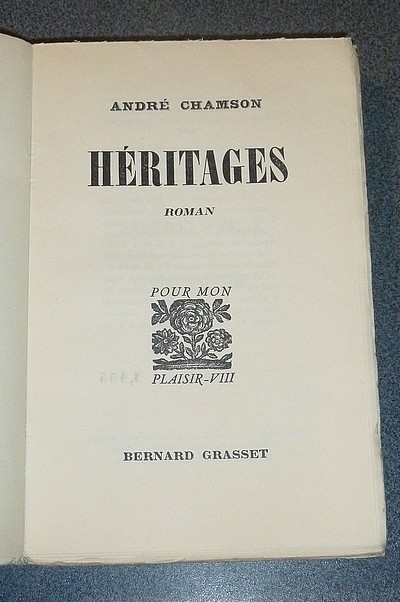 ANDRÉ CHAMSON
HÉRITAGES
ROMAN
POUR MON
PLAISIR-VIII
BERNARD GRASSET